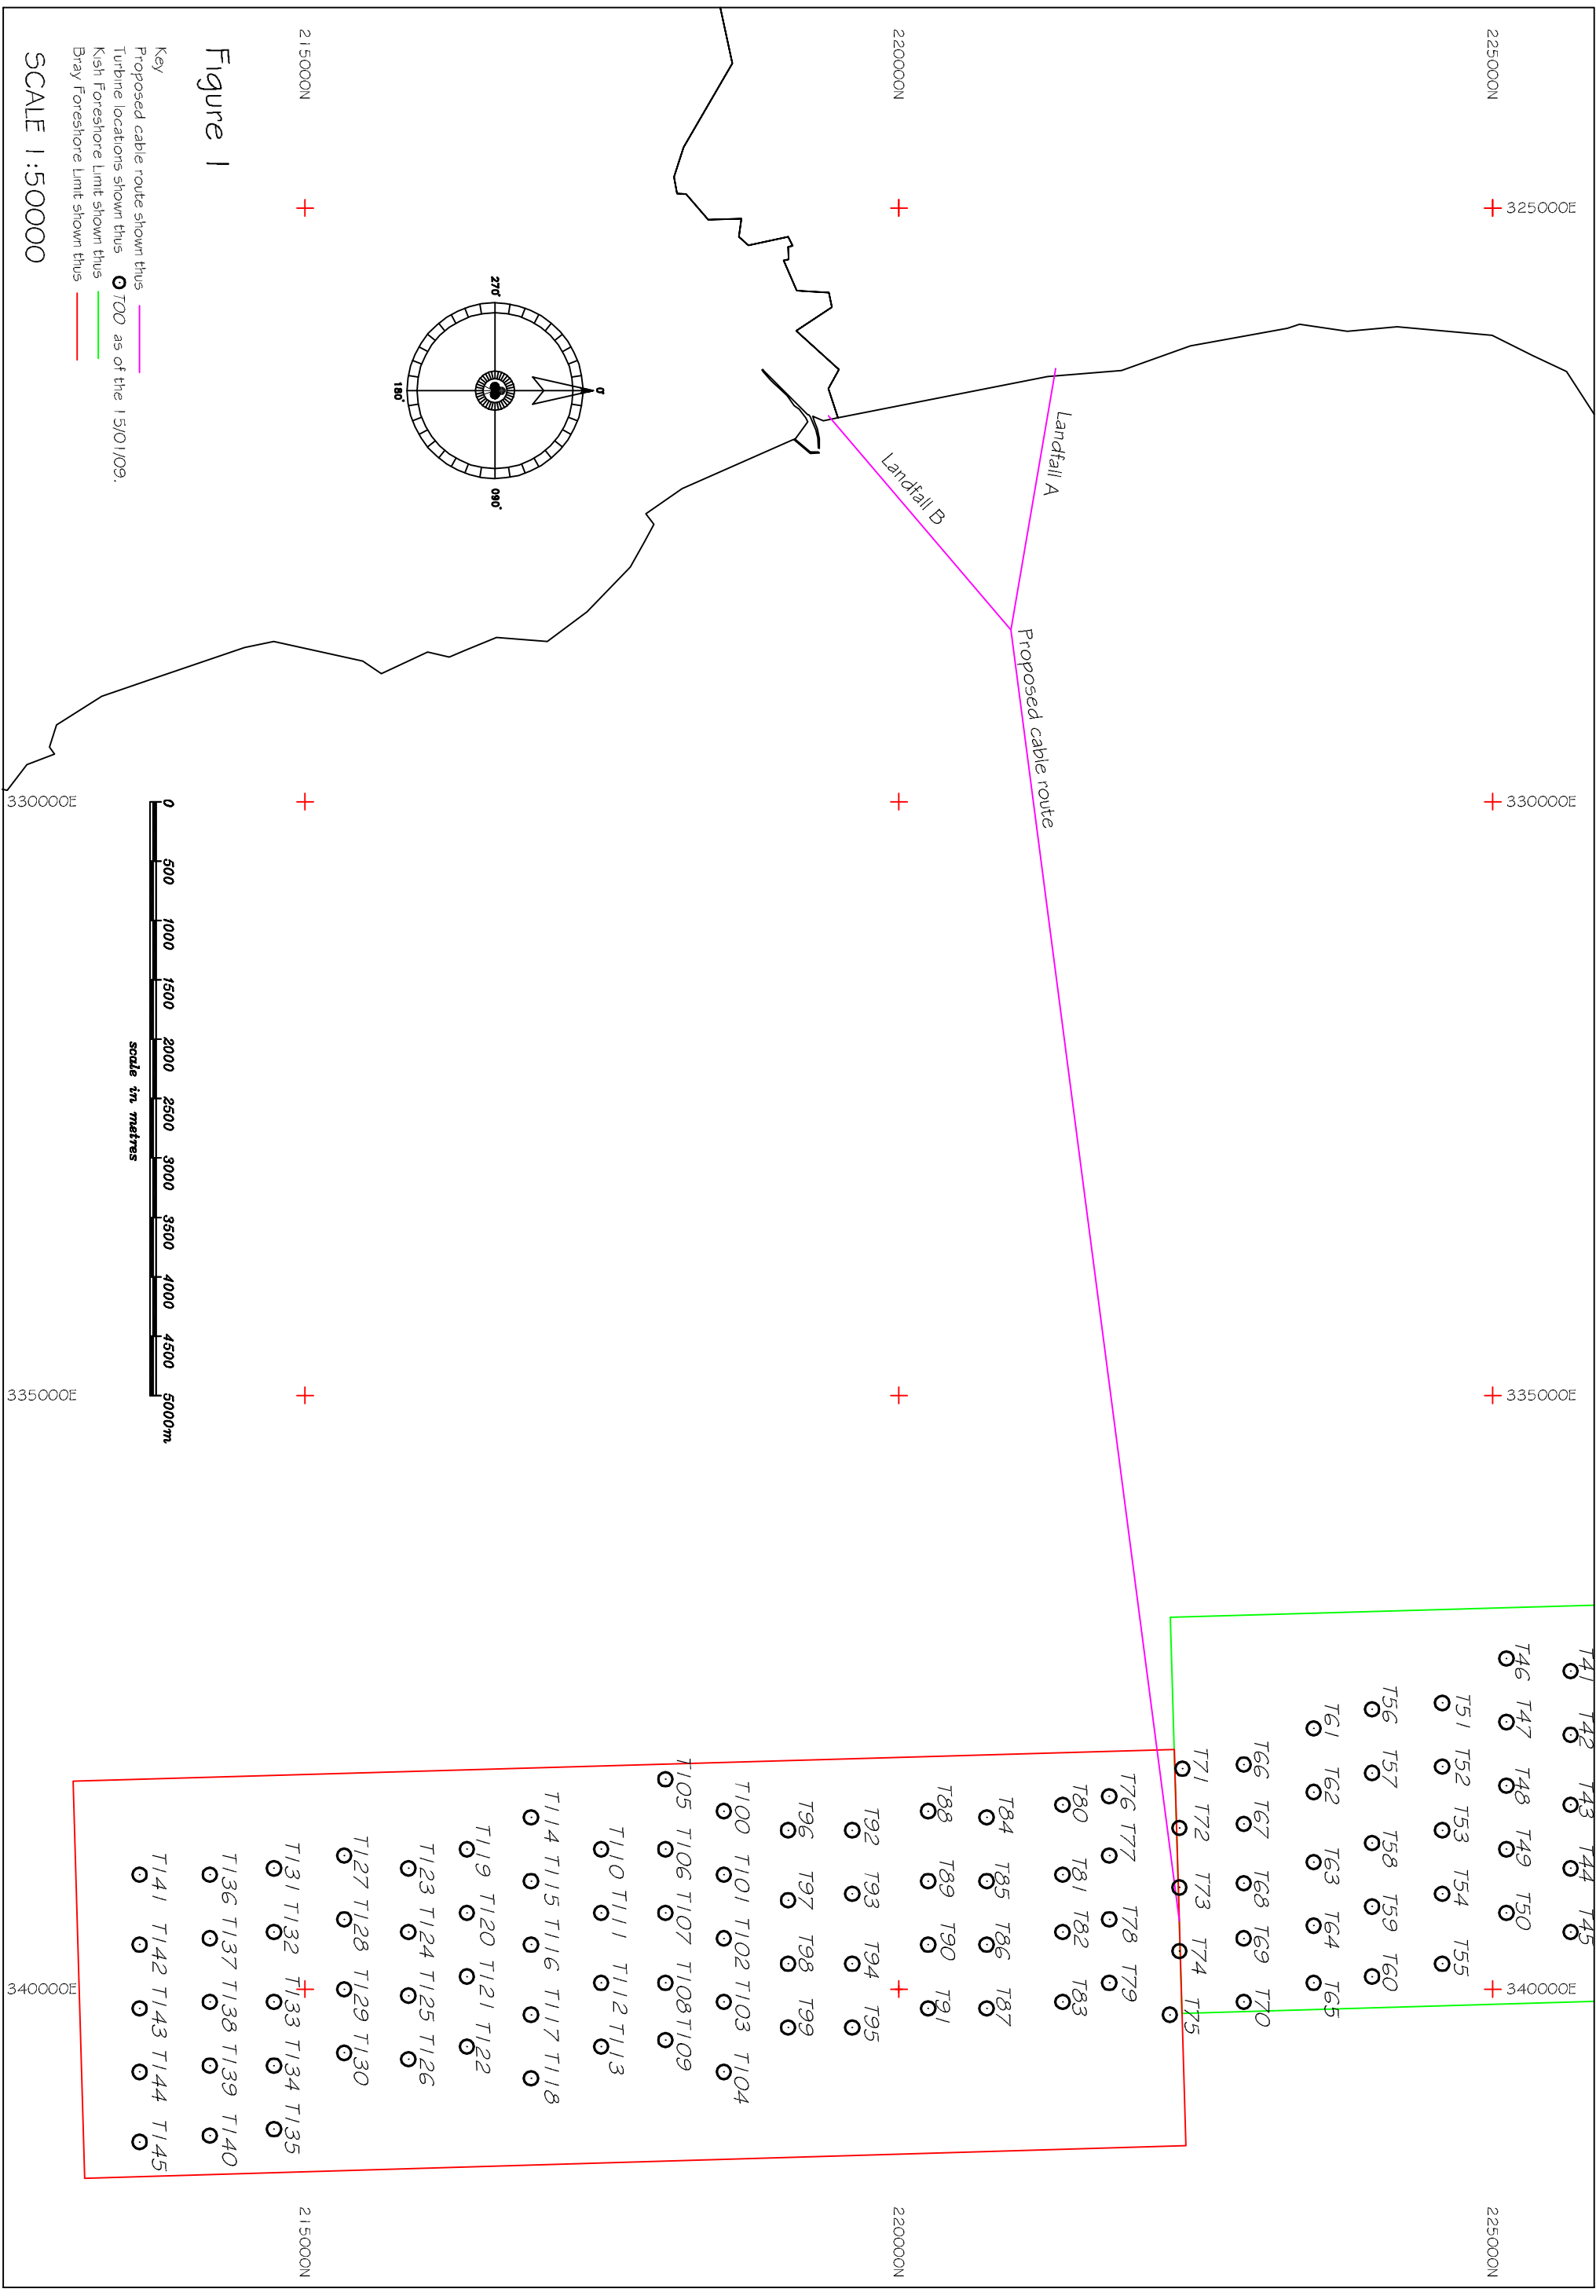 Figure 1
Key
Proposed cable route shown thus
Turbine locations shown thus T00 as of the 15/01/09.
Kish Foreshore Limit shown thus
Bray Foreshore Limit shown thus
SCALE 1:50000
215000N
220000N
225000N
325000E
330000E
335000E
340000E
330000E
335000E
340000E
215000N
220000N
225000N
0°
090°
180°
270°
Landfall A
Landfall B
Proposed cable route
0 500 1000 1500 2000 2500 3000 3500 4000 4500 5000m
scale in metres
T41 T42 T43 T44 T45
T46 T47 T48 T49 T50
T51 T52 T53 T54 T55
T56 T57 T58 T59 T60
T61 T62 T63 T64 T65
T66 T67 T68 T69 T70
T71 T72 T73 T74 T75
T76 T77 T78 T79
T80 T81 T82 T83
T84 T85 T86 T87
T88 T89 T90 T91
T92 T93 T94 T95
T96 T97 T98 T99
T100 T101 T102 T103 T104
T105 T106 T107 T108 T109
T110 T111 T112 T113
T114 T115 T116 T117 T118
T119 T120 T121 T122
T123 T124 T125 T126
T127 T128 T129 T130
T131 T132 T133 T134 T135
T136 T137 T138 T139 T140
T141 T142 T143 T144 T145